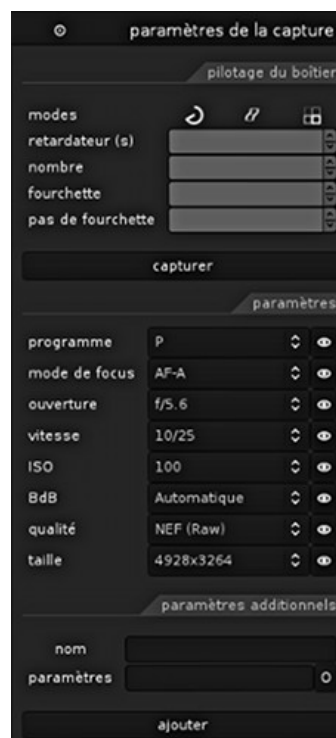 paramètres de la capture
pilotage du boîtier
modes
retardateur (s)
nombre
fourchette
pas de fourchette
capturer
paramètres
programme P
mode de focus AF-A
ouverture f/5.6
vitesse 10/25
ISO 100
BdB Automatique
qualité NEF (Raw)
taille 4928x3264
paramètres additionnels
nom
paramètres O
ajouter